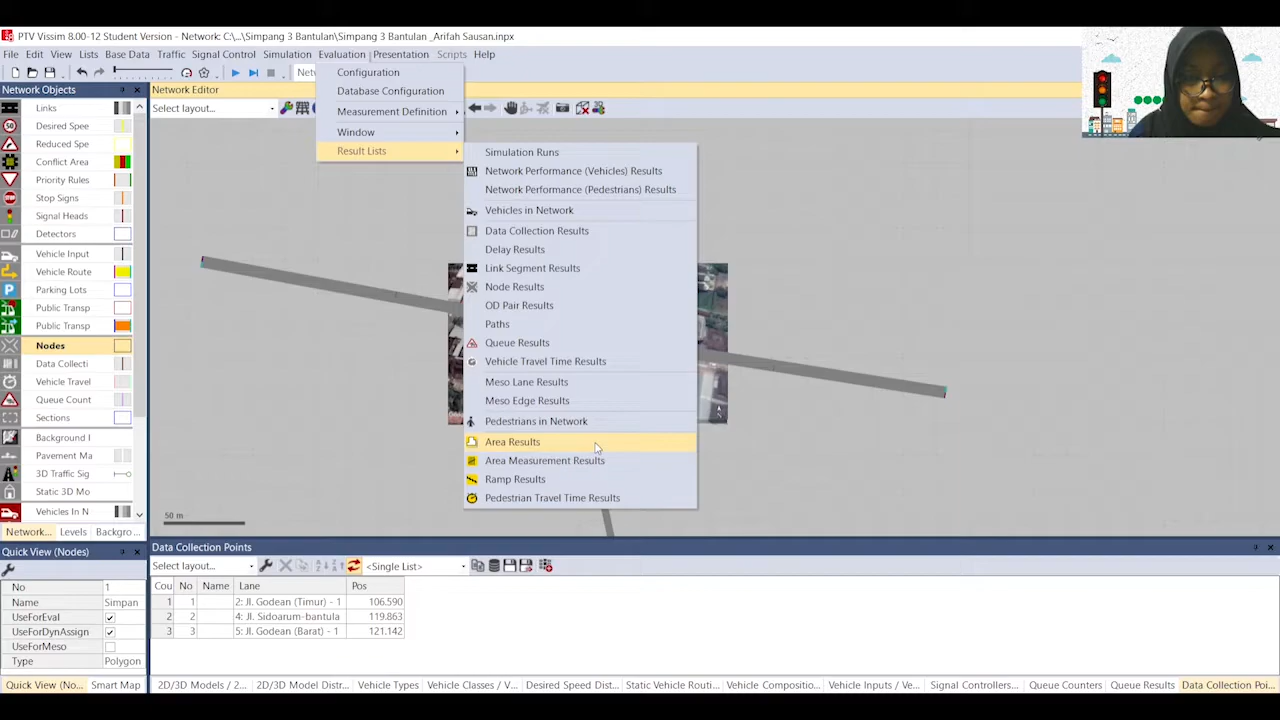 PTV Vissim 8.00-12 Student Version - Network: C:\...\Simpang 3 Bantulan\Simpang 3 Bantulan _Arifah Sausan.inpx
File Edit View Lists Base Data Traffic Signal Control Simulation Evaluation Presentation Scripts Help
Netw
Configuration
Database Configuration
Measurement Definition
Window
Result Lists
Simulation Runs
Network Performance (Vehicles) Results
Network Performance (Pedestrians) Results
Vehicles in Network
Data Collection Results
Delay Results
Link Segment Results
Node Results
OD Pair Results
Paths
Queue Results
Vehicle Travel Time Results
Meso Lane Results
Meso Edge Results
Pedestrians in Network
Area Results
Area Measurement Results
Ramp Results
Pedestrian Travel Time Results
Network Objects
Links
Desired Spee
Reduced Spe
Conflict Area
Priority Rules
Stop Signs
Signal Heads
Detectors
Vehicle Input
Vehicle Route
Parking Lots
Public Transp
Public Transp
Nodes
Data Collecti
Vehicle Travel
Queue Count
Sections
Background I
Pavement Ma
3D Traffic Sig
Static 3D Mo
Vehicles In N
Network... Levels Backgro...
Network Editor
Select layout...
50 m
Quick View (Nodes)
No 1
Name Simpan
UseForEval
UseForDynAssign
UseForMeso
Type Polygon
Quick View (No... Smart Map
Data Collection Points
Select layout... <Single List>
Cou No Name Lane Pos
1 1 2: Jl. Godean (Timur) - 1 106.590
2 2 4: Jl. Sidoarum-bantula 119.863
3 3 5: Jl. Godean (Barat) - 1 121.142
2D/3D Models / 2... 2D/3D Model Distr... Vehicle Types Vehicle Classes / V... Desired Speed Dist... Static Vehicle Routi... Vehicle Compositio... Vehicle Inputs / Ve... Signal Controllers... Queue Counters Queue Results Data Collection Poi...